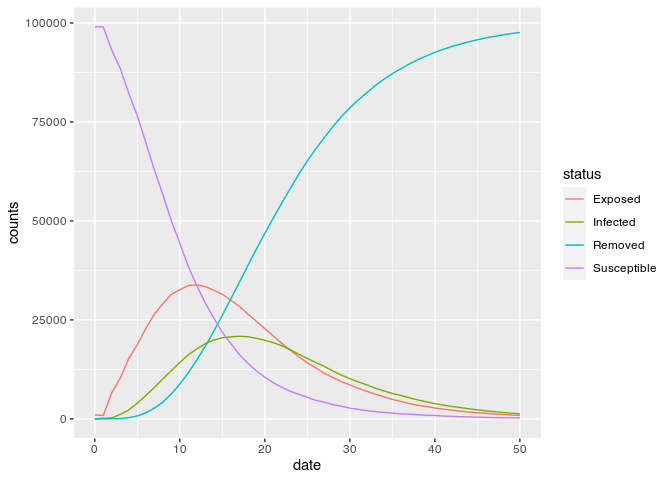 100000
75000
50000
25000
0
counts
0 10 20 30 40 50
date
status
Exposed
Infected
Removed
Susceptible